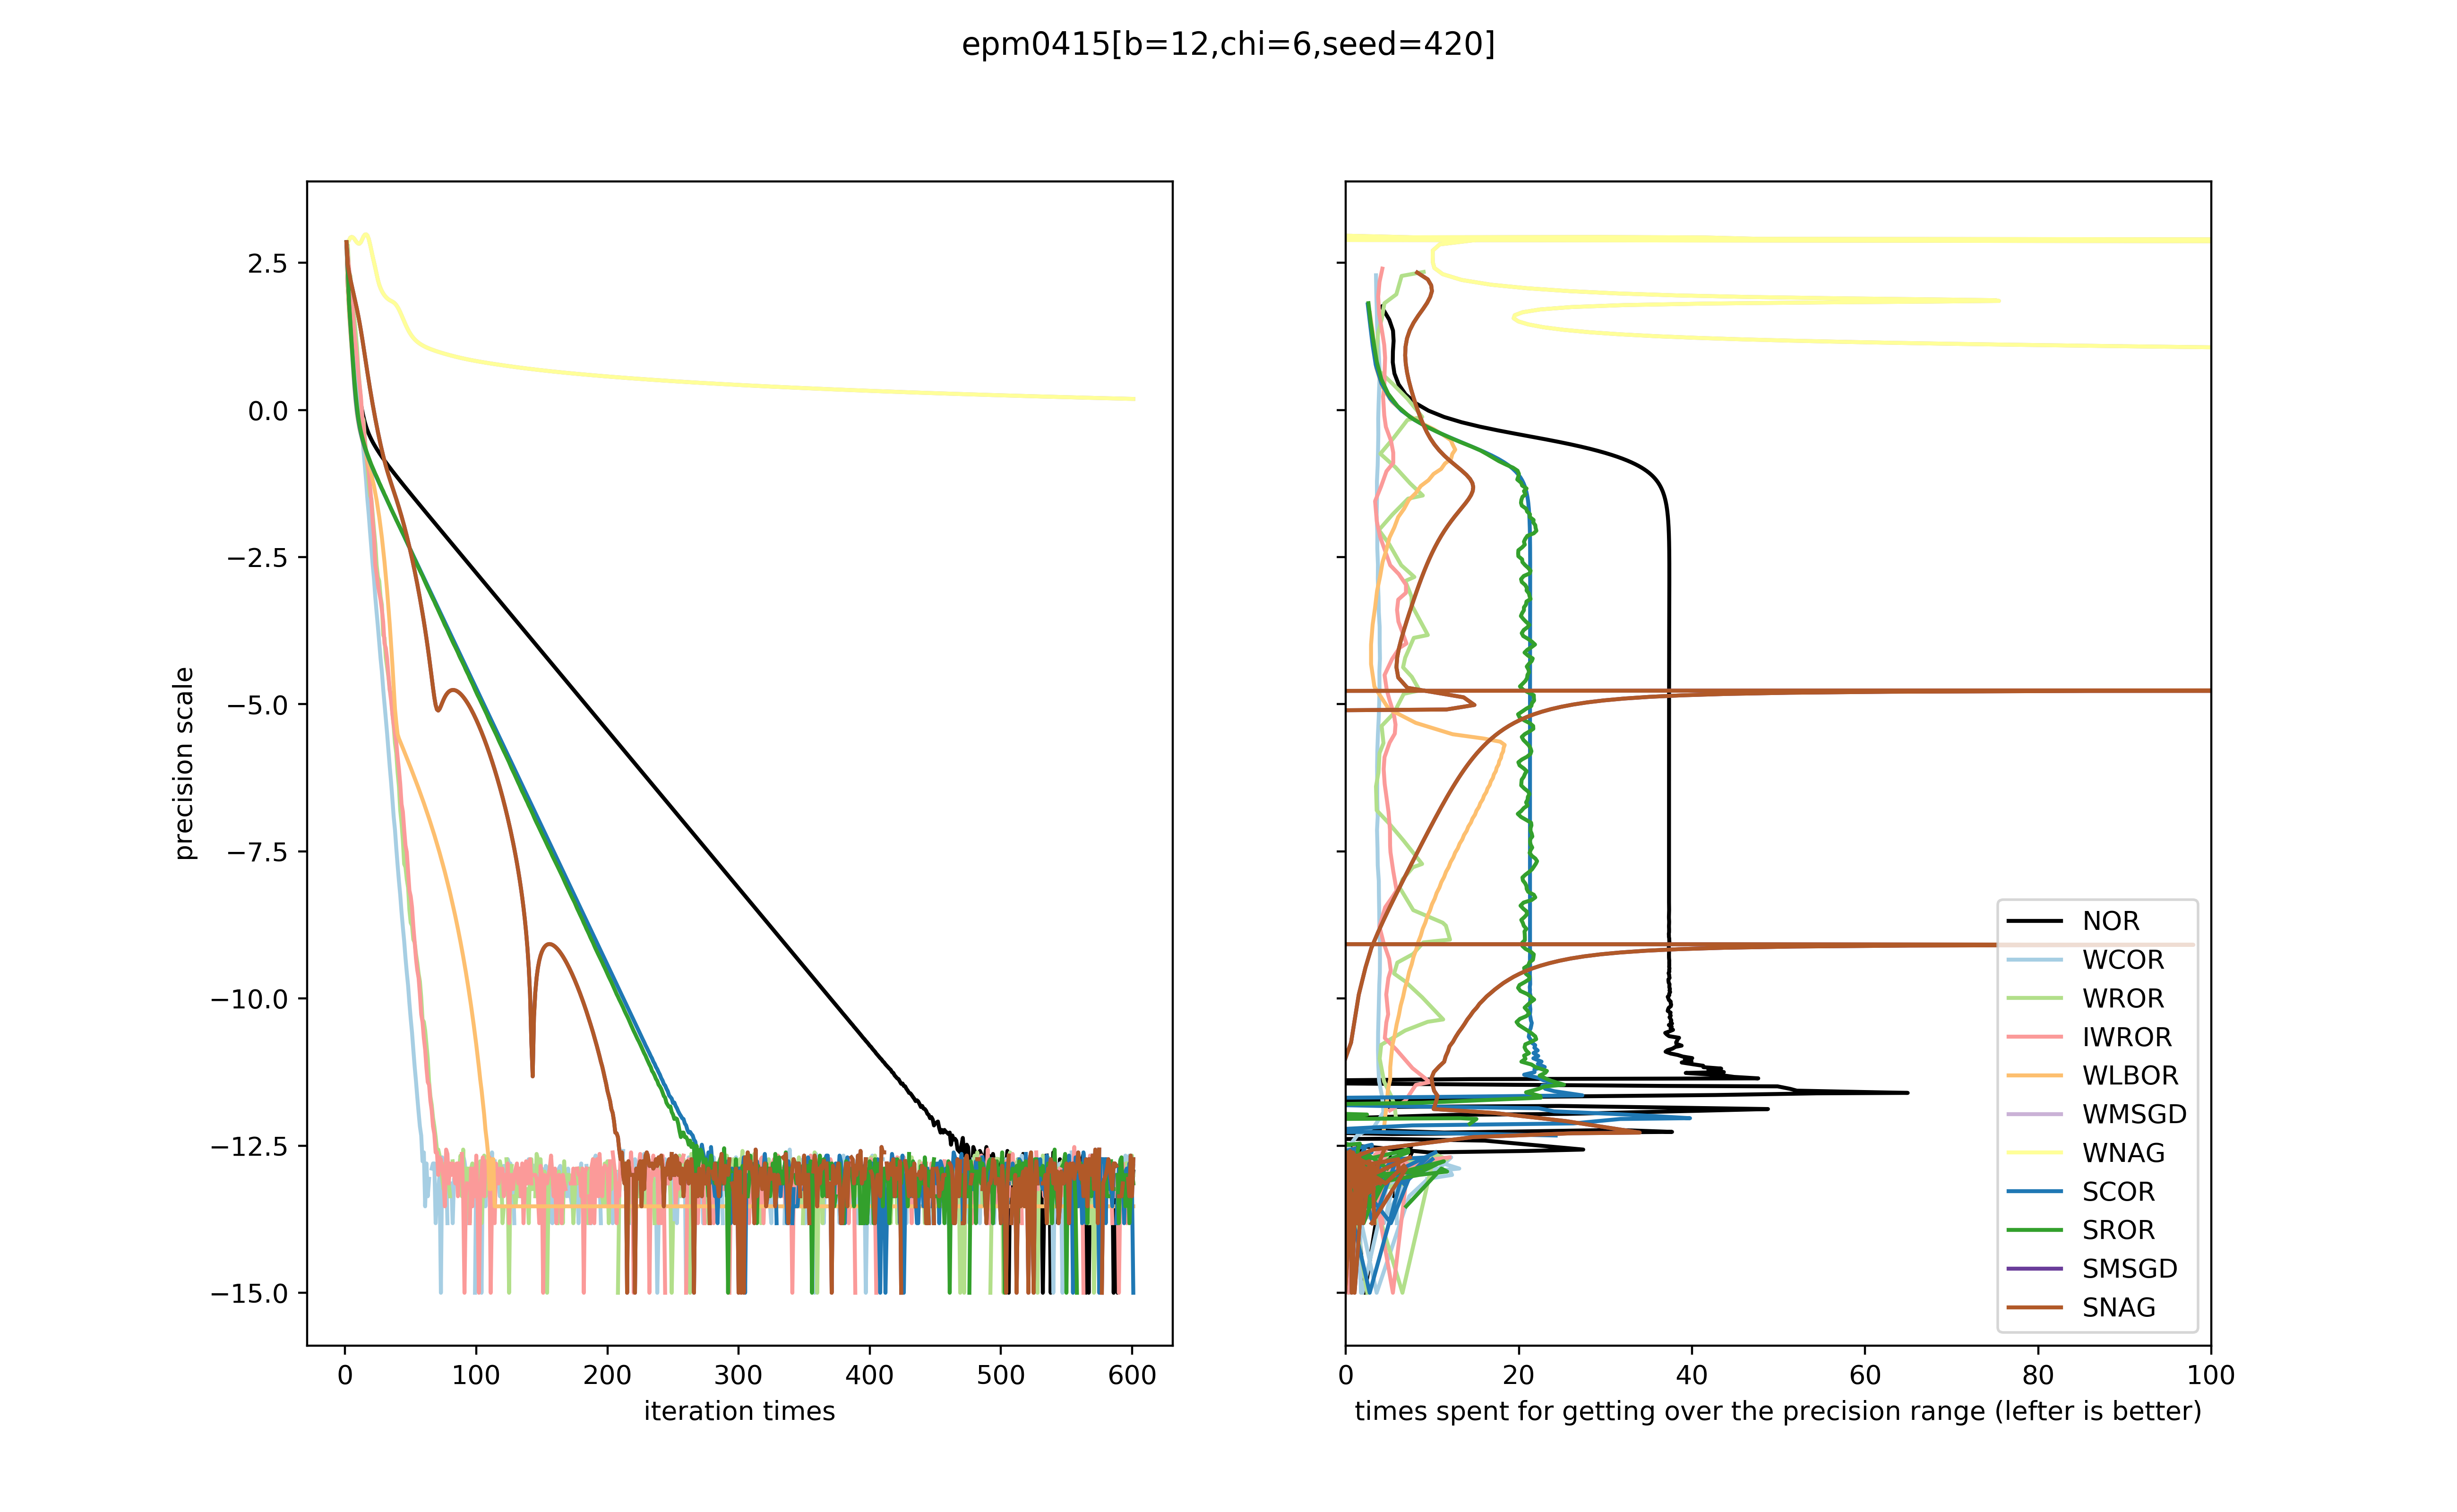 epm0415[b=12,chi=6,seed=420]
precision scale
2.5
0.0
−2.5
−5.0
−7.5
−10.0
−12.5
−15.0
0 100 200 300 400 500 600
iteration times
0 20 40 60 80 100
times spent for getting over the precision range (lefter is better)
NOR
WCOR
WROR
IWROR
WLBOR
WMSGD
WNAG
SCOR
SROR
SMSGD
SNAG